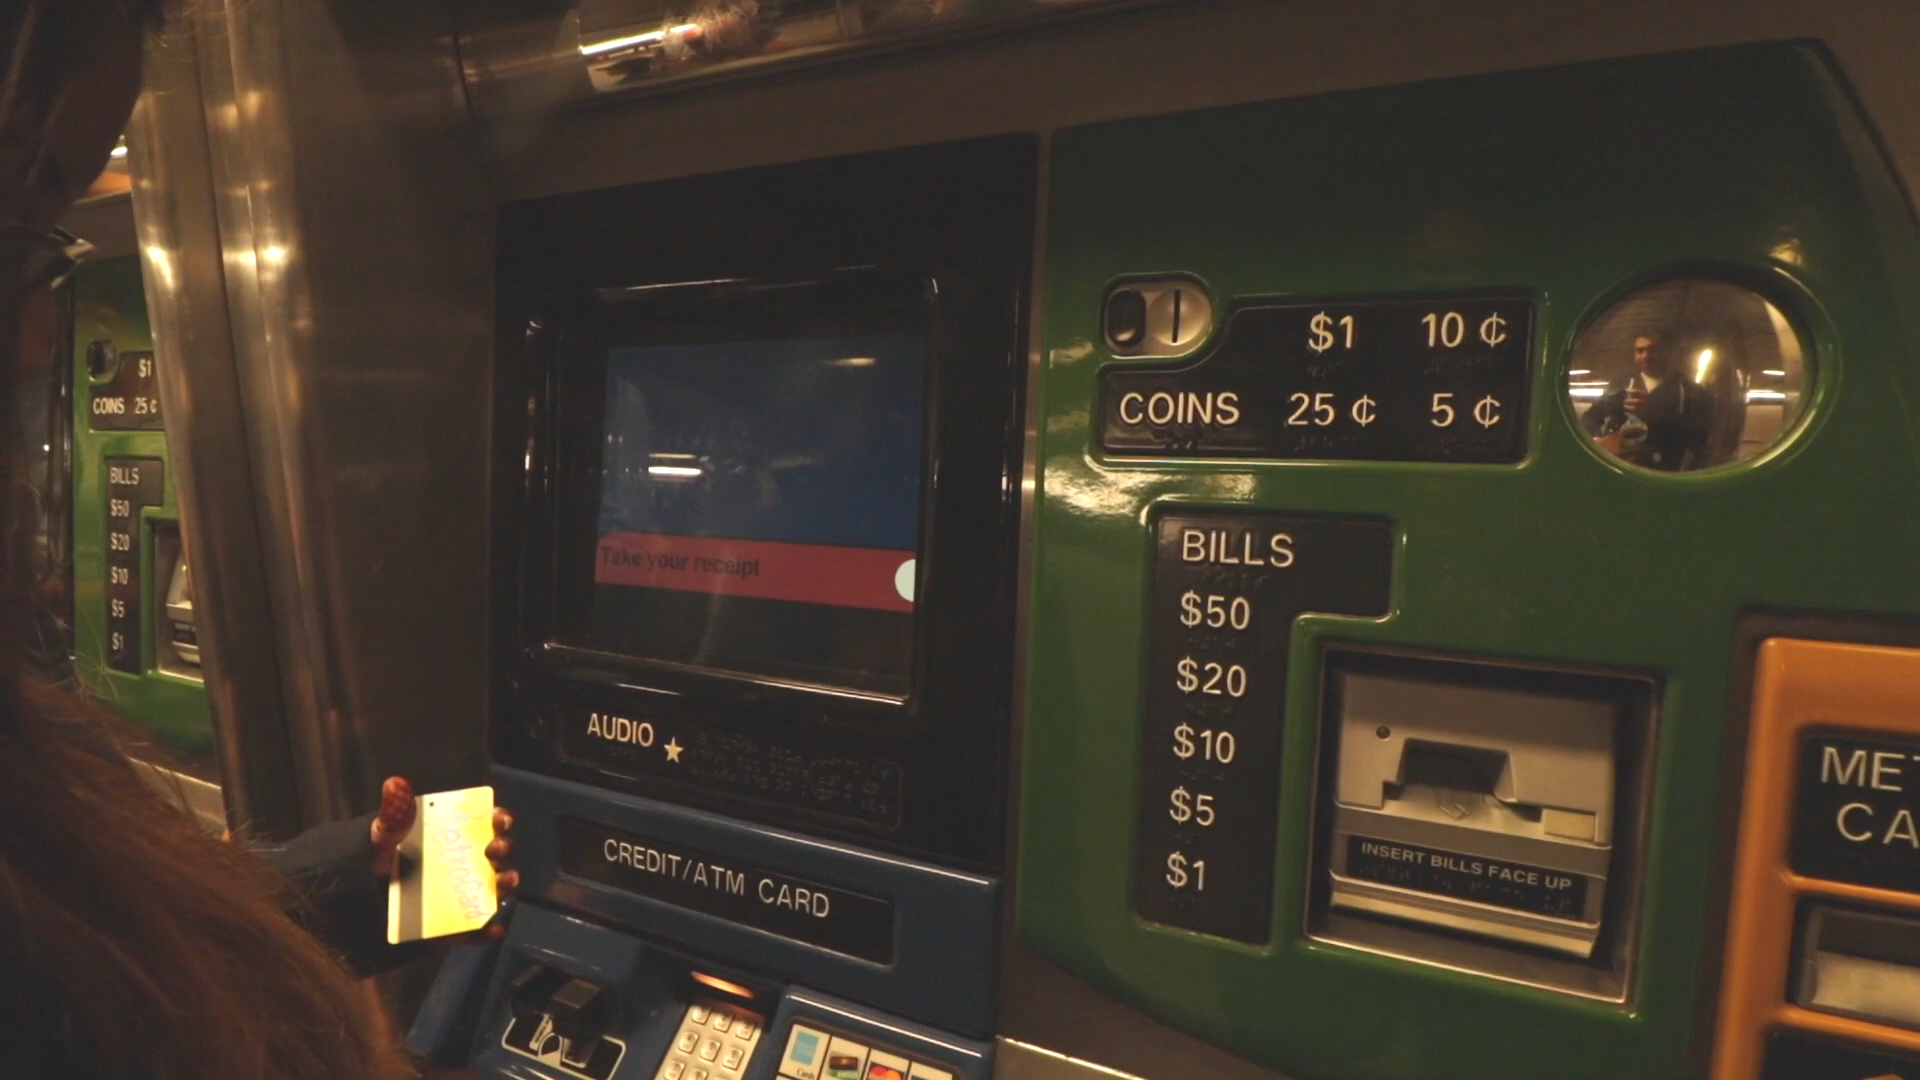 $1
COINS 25 ¢
BILLS
$50
$20
$10
$5
$1
Take your receipt
AUDIO
CREDIT/ATM CARD
MetroCard
$1 10 ¢
COINS 25 ¢ 5 ¢
BILLS
$50
$20
$10
$5
$1
INSERT BILLS FACE UP
ME
CA